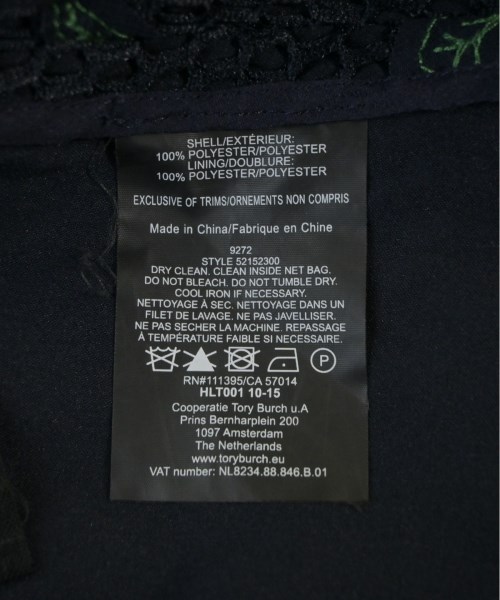 SHELL/EXTÉRIEUR:
100% POLYESTER/POLYESTER
LINING/DOUBLURE:
100% POLYESTER/POLYESTER
EXCLUSIVE OF TRIMS/ORNEMENTS NON COMPRIS
Made in China/Fabrique en Chine
9272
STYLE 52152300
DRY CLEAN. CLEAN INSIDE NET BAG.
DO NOT BLEACH. DO NOT TUMBLE DRY.
COOL IRON IF NECESSARY.
NETTOYAGE À SEC. NETTOYAGE DANS UN
FILET DE LAVAGE. NE PAS JAVELLISER.
NE PAS SECHER LA MACHINE. REPASSAGE
À TEMPÉRATURE FAIBLE SI NECESSAIRE.
P
RN#111395/CA 57014
HLT001 10-15
Cooperatie Tory Burch u.A
Prins Bernharplein 200
1097 Amsterdam
The Netherlands
www.toryburch.eu
VAT number: NL8234.88.846.B.01